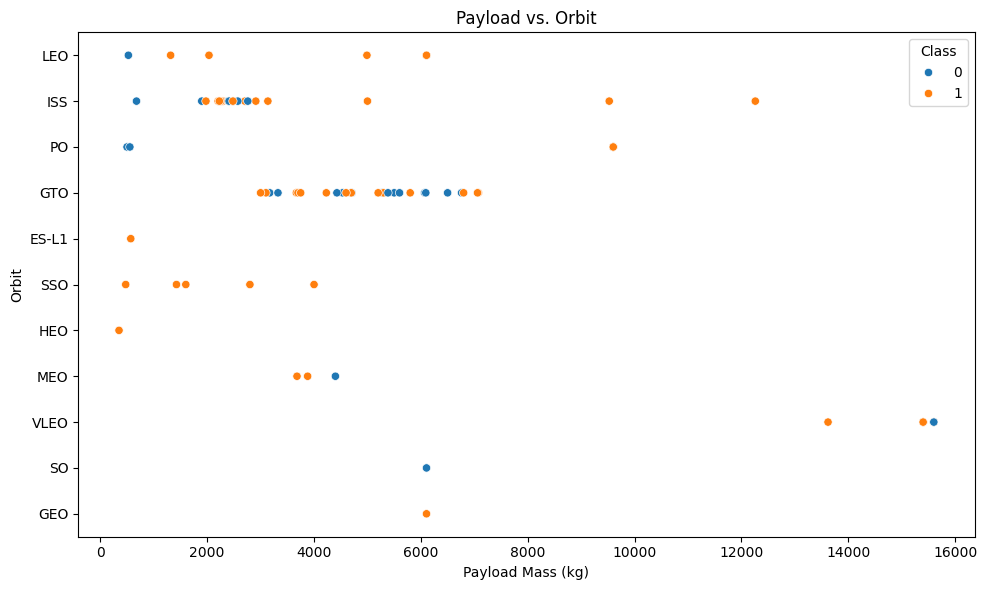 Payload vs. Orbit
Class
0
1
Orbit
LEO
ISS
PO
GTO
ES-L1
SSO
HEO
MEO
VLEO
SO
GEO
0 2000 4000 6000 8000 10000 12000 14000 16000
Payload Mass (kg)